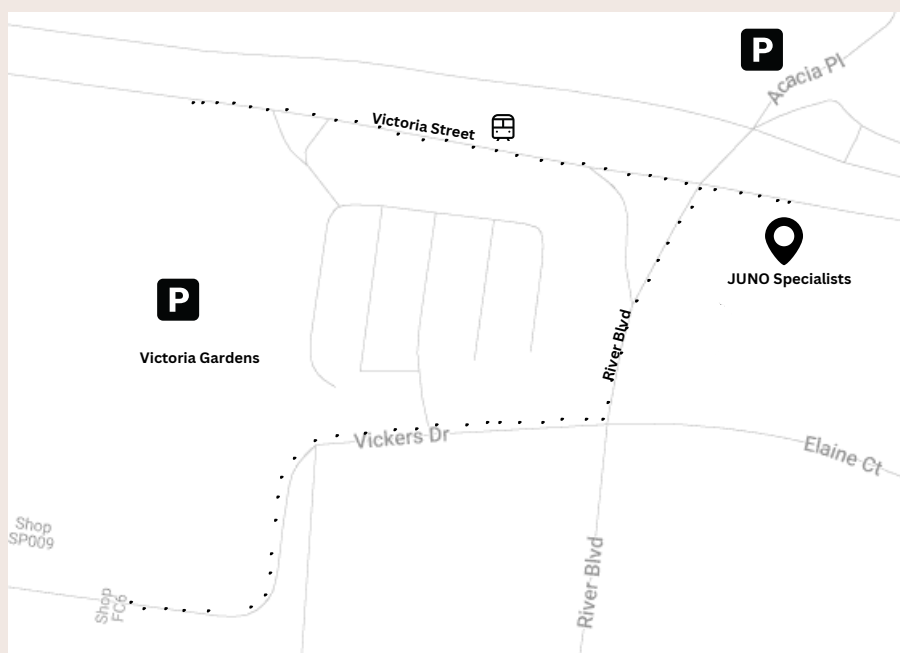 P
Acacia Pl
Victoria Street
JUNO Specialists
P
Victoria Gardens
River Blvd
Vickers Dr
Elaine Ct
Shop
SP009
River Blvd
Shop
FC6